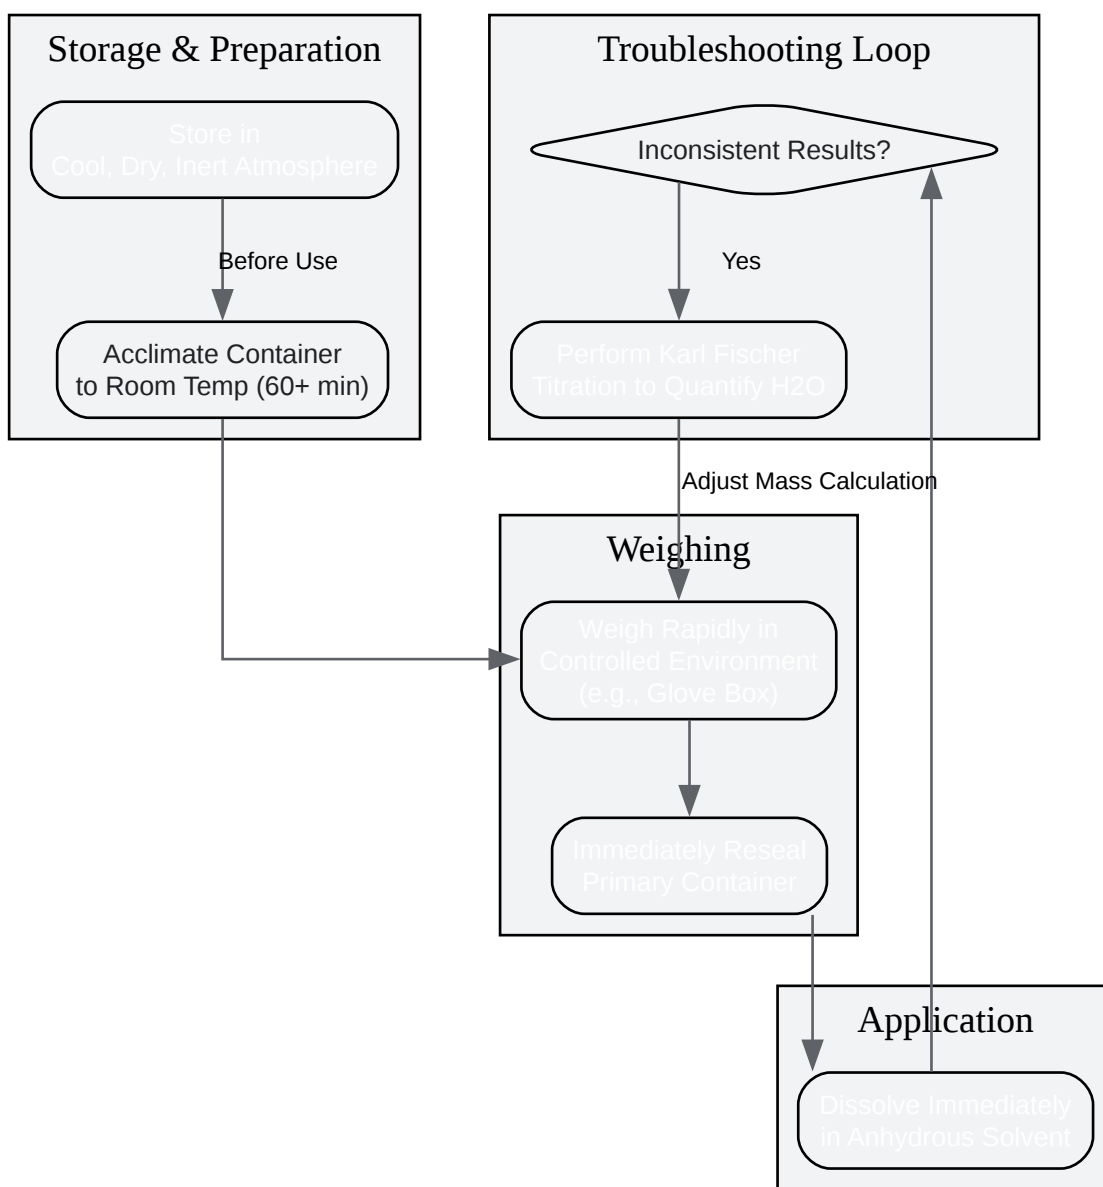 Storage & Preparation
Store in
Cool, Dry, Inert Atmosphere
Before Use
Acclimate Container
to Room Temp (60+ min)
Troubleshooting Loop
Inconsistent Results?
Yes
Perform Karl Fischer
Titration to Quantify H2O
Adjust Mass Calculation
Weighing
Weigh Rapidly in
Controlled Environment
(e.g., Glove Box)
Immediately Reseal
Primary Container
Application
Dissolve Immediately
in Anhydrous Solvent